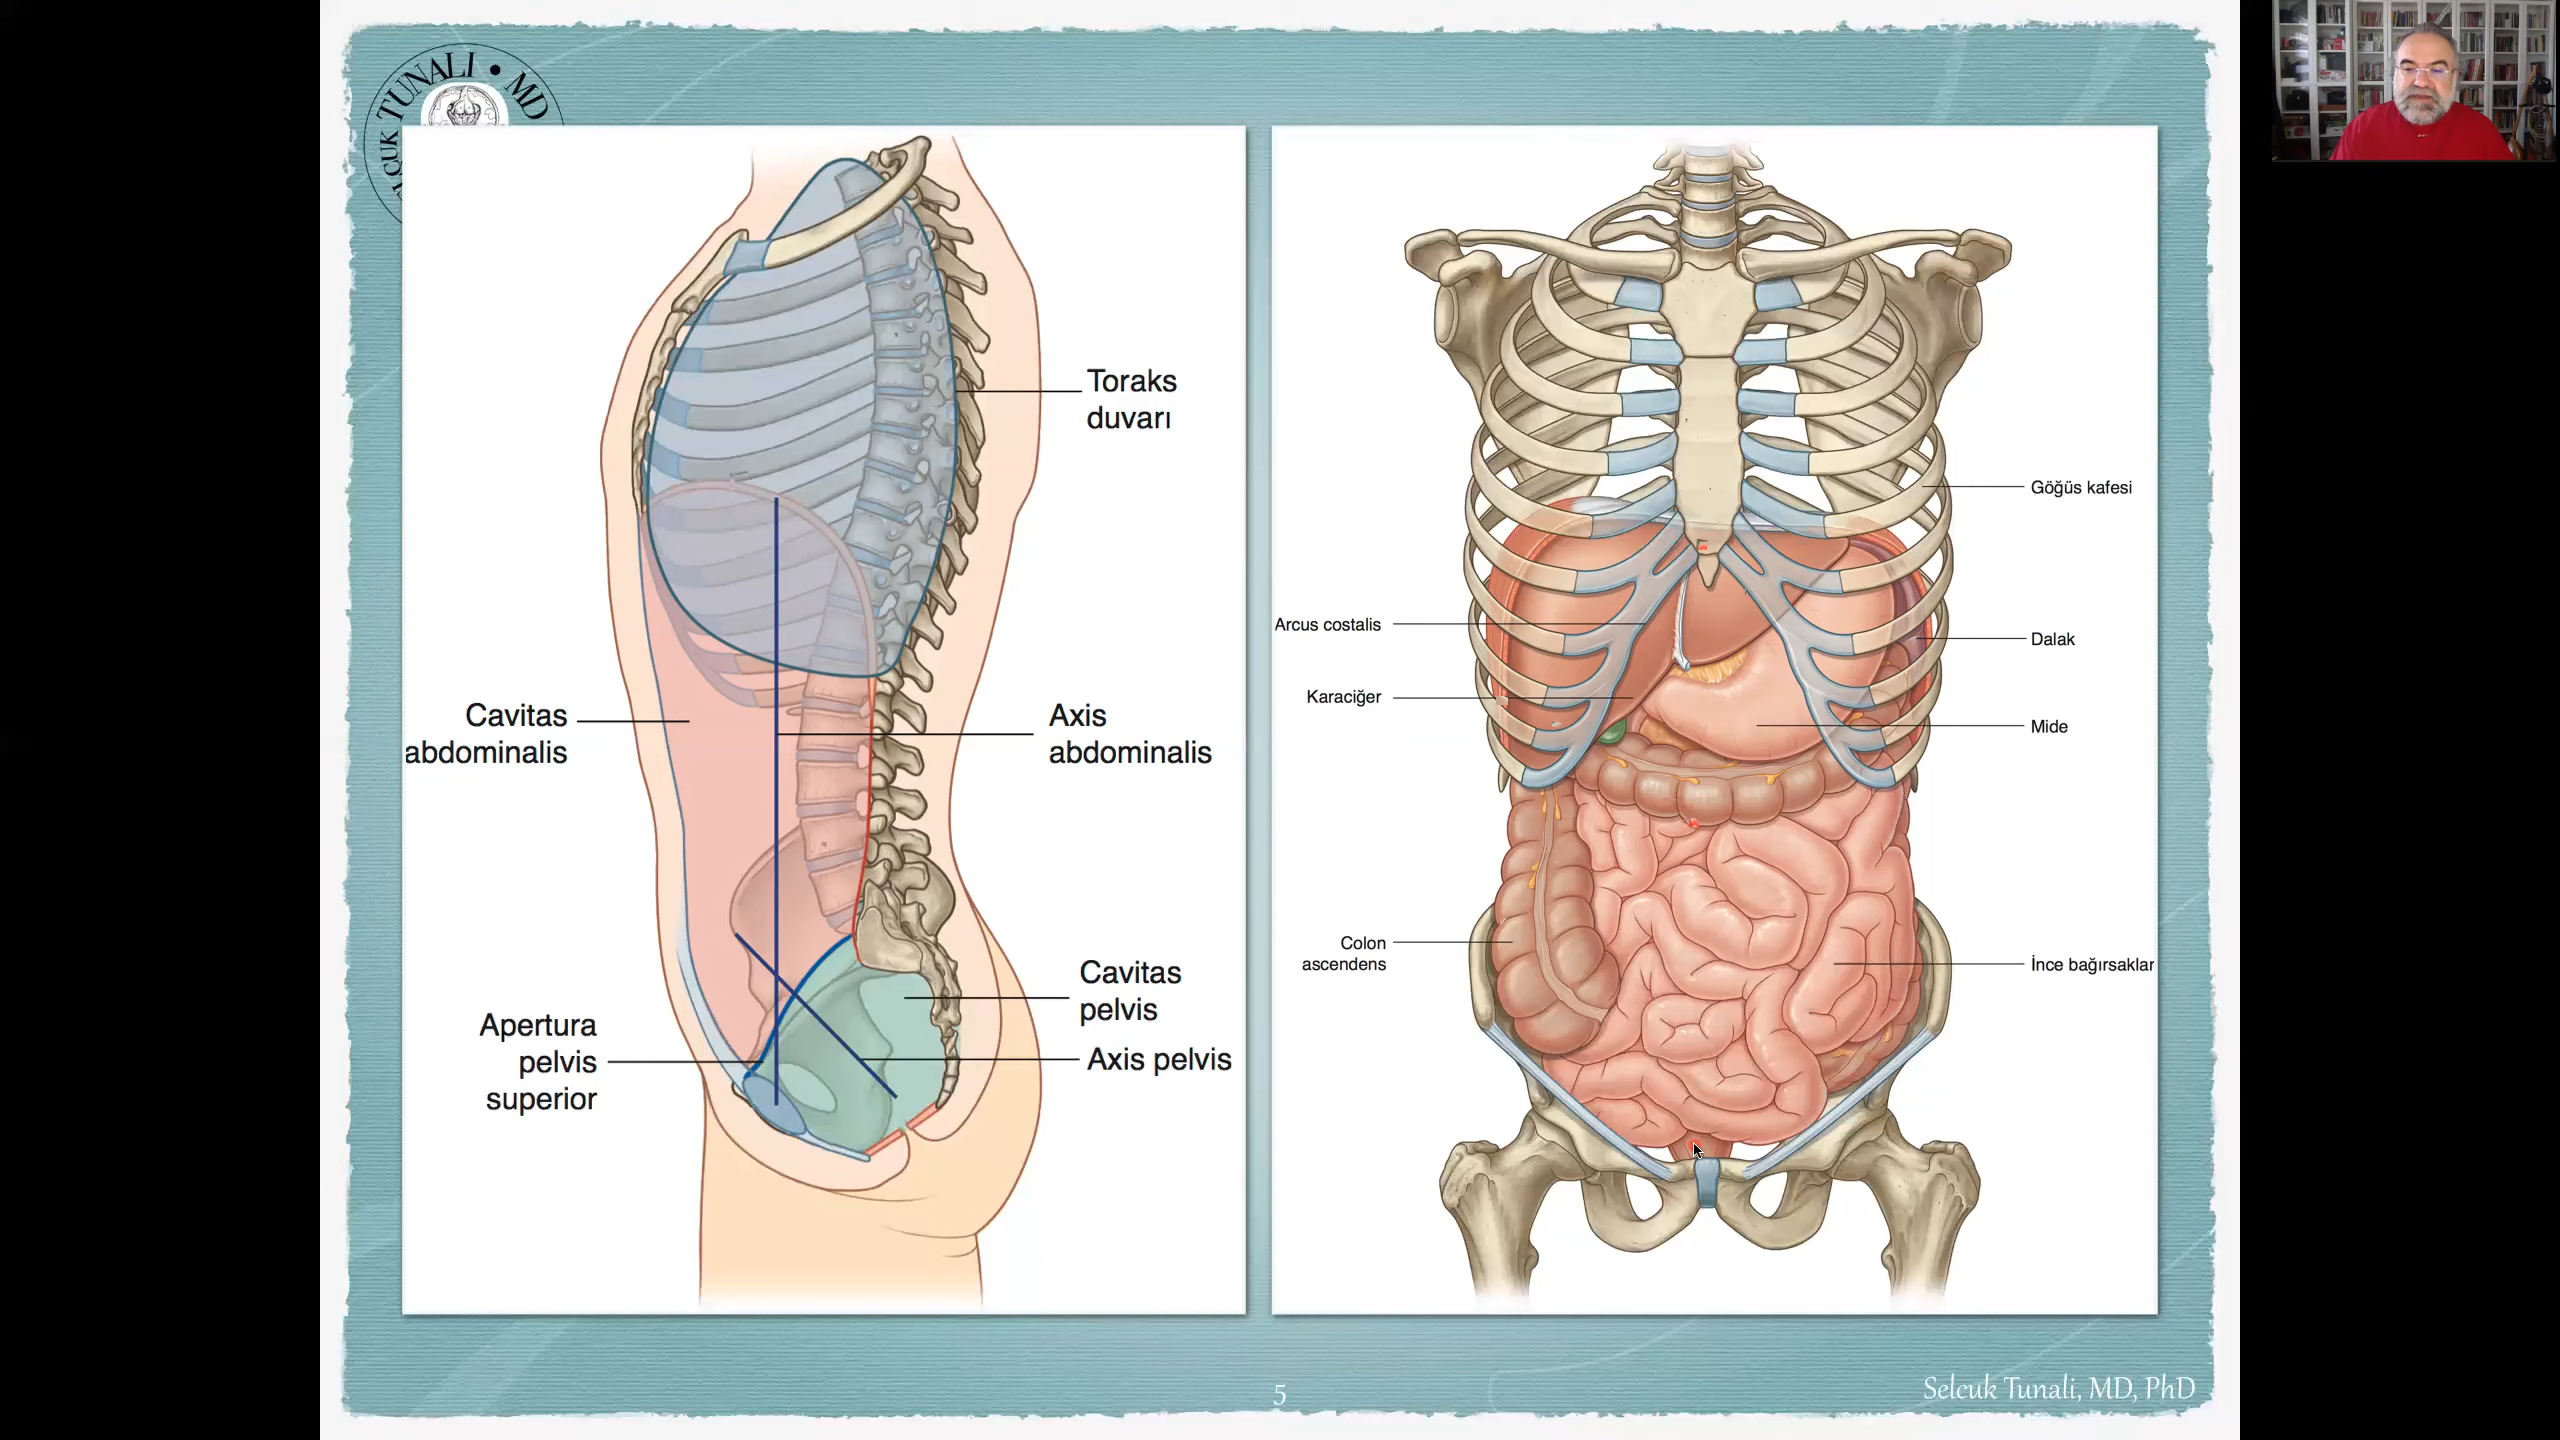 TUNALI • MD
Toraks
duvarı
Cavitas
abdominalis
Axis
abdominalis
Cavitas
pelvis
Apertura
pelvis
superior
Axis pelvis
Göğüs kafesi
Arcus costalis
Dalak
Karaciğer
Mide
Colon
ascendens
İnce bağırsaklar
5
Selcuk Tunali, MD, PhD